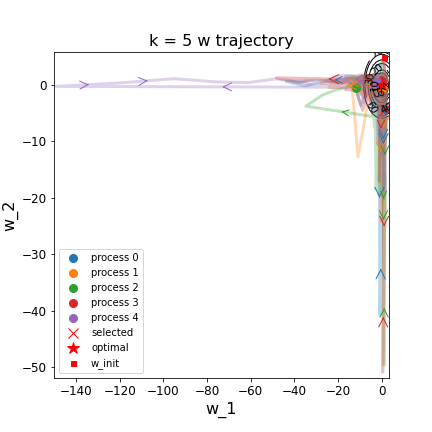 k = 5 w trajectory
w_2
0
−10
−20
−30
−40
−50
process 0
process 1
process 2
process 3
process 4
selected
optimal
w_init
−140
−120
−100
−80
−60
−40
−20
0
w_1